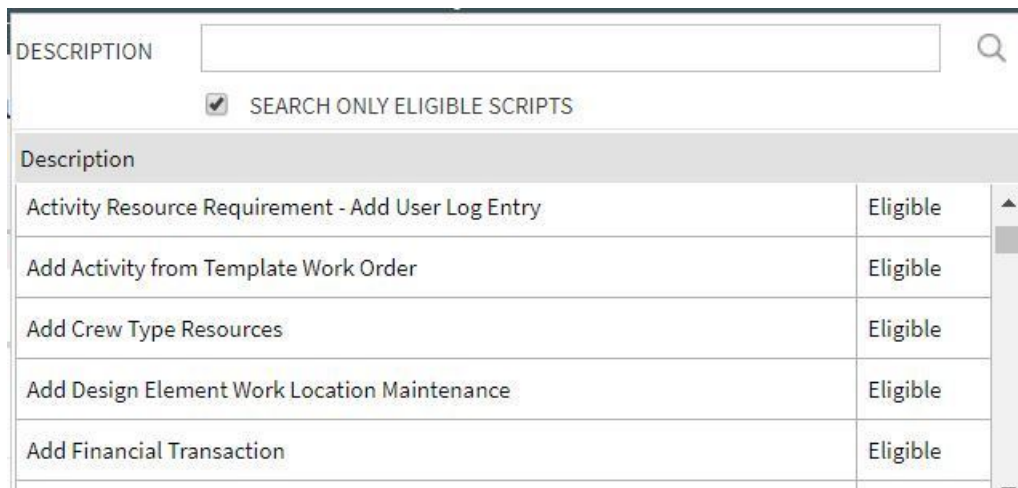 DESCRIPTION
SEARCH ONLY ELIGIBLE SCRIPTS
Description
Activity Resource Requirement - Add User Log Entry Eligible
Add Activity from Template Work Order Eligible
Add Crew Type Resources Eligible
Add Design Element Work Location Maintenance Eligible
Add Financial Transaction Eligible